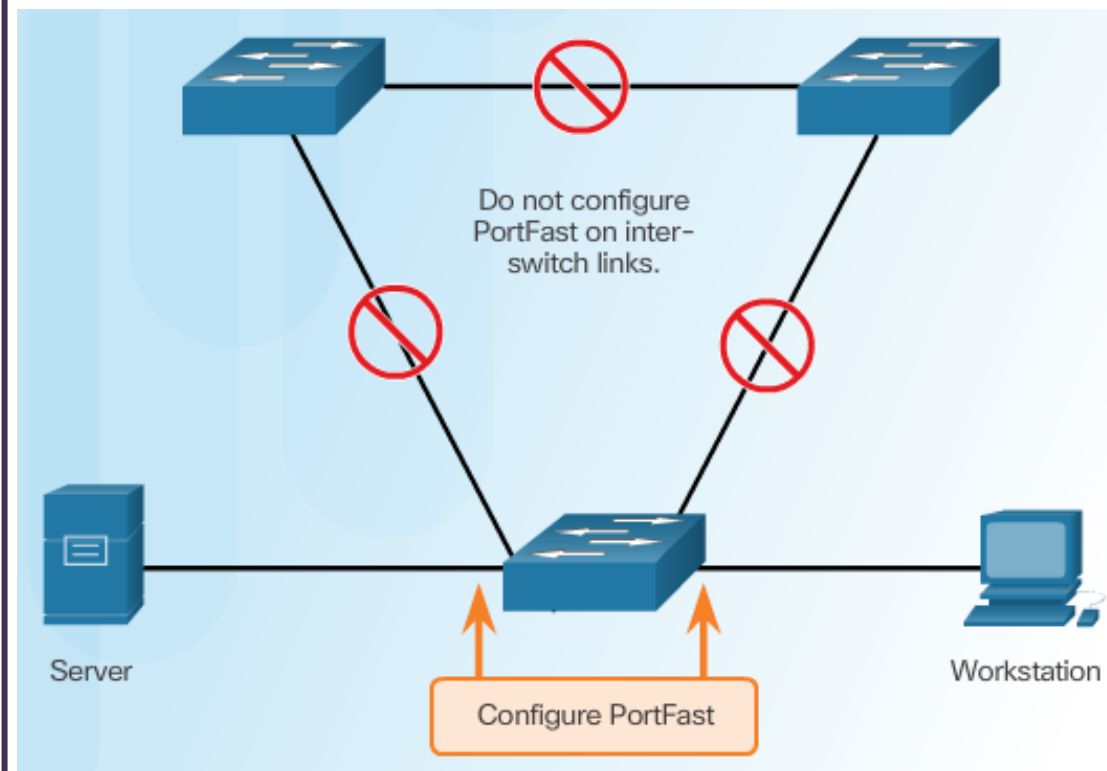 Do not configure
PortFast on inter-
switch links.
Server
Workstation
Configure PortFast